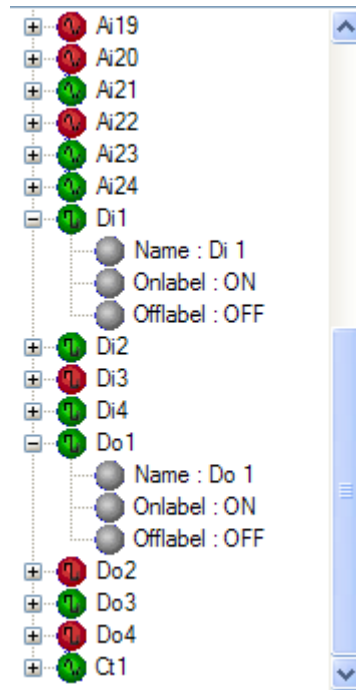 Ai19
Ai20
Ai21
Ai22
Ai23
Ai24
Di1
Name : Di 1
Onlabel : ON
Offlabel : OFF
Di2
Di3
Di4
Do1
Name : Do 1
Onlabel : ON
Offlabel : OFF
Do2
Do3
Do4
Ct1